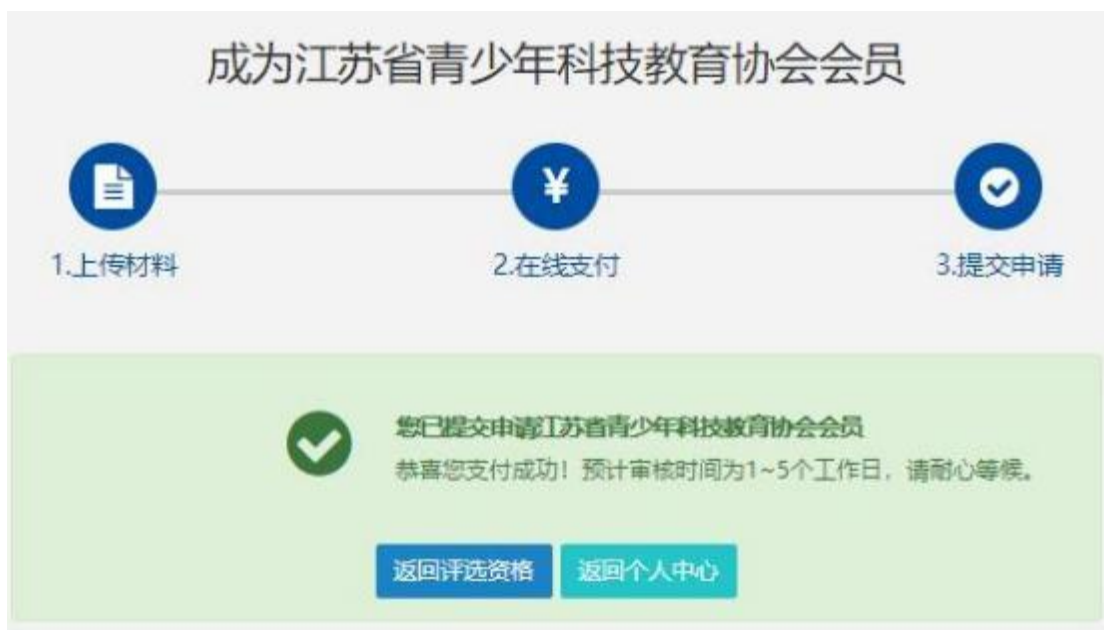 成为江苏省青少年科技教育协会会员
1.上传材料
2.在线支付
3.提交申请
您已提交申请江苏省青少年科技教育协会会员
恭喜您支付成功！预计审核时间为1~5个工作日，请耐心等候。
返回评选资格
返回个人中心